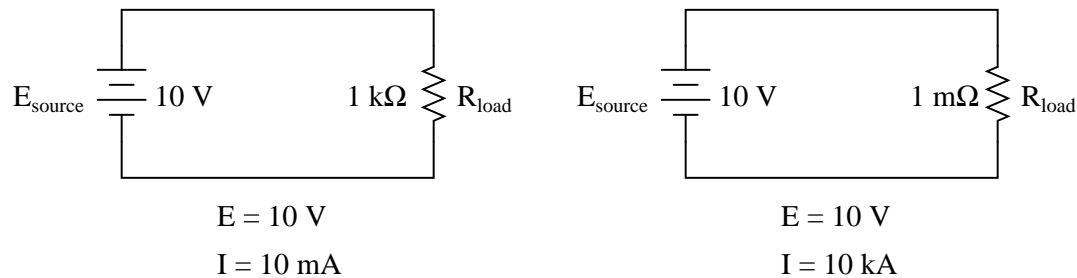 E_source 10 V 1 kΩ R_load
E = 10 V
I = 10 mA
E_source 10 V 1 mΩ R_load
E = 10 V
I = 10 kA